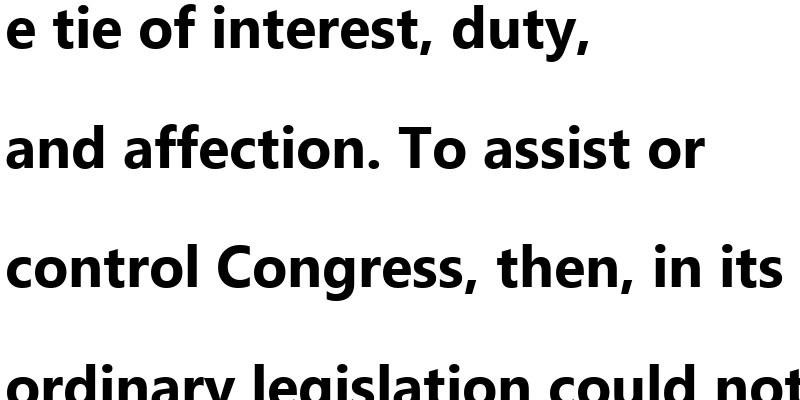 e tie of interest, duty,
and affection. To assist or
control Congress, then, in its
ordinary legislation could not